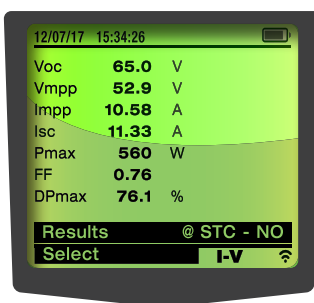 12/07/17 15:34:26
Voc 65.0 V
Vmpp 52.9 V
Impp 10.58 A
Isc 11.33 A
Pmax 560 W
FF 0.76
DPmax 76.1 %
Results @ STC - NO
Select I-V